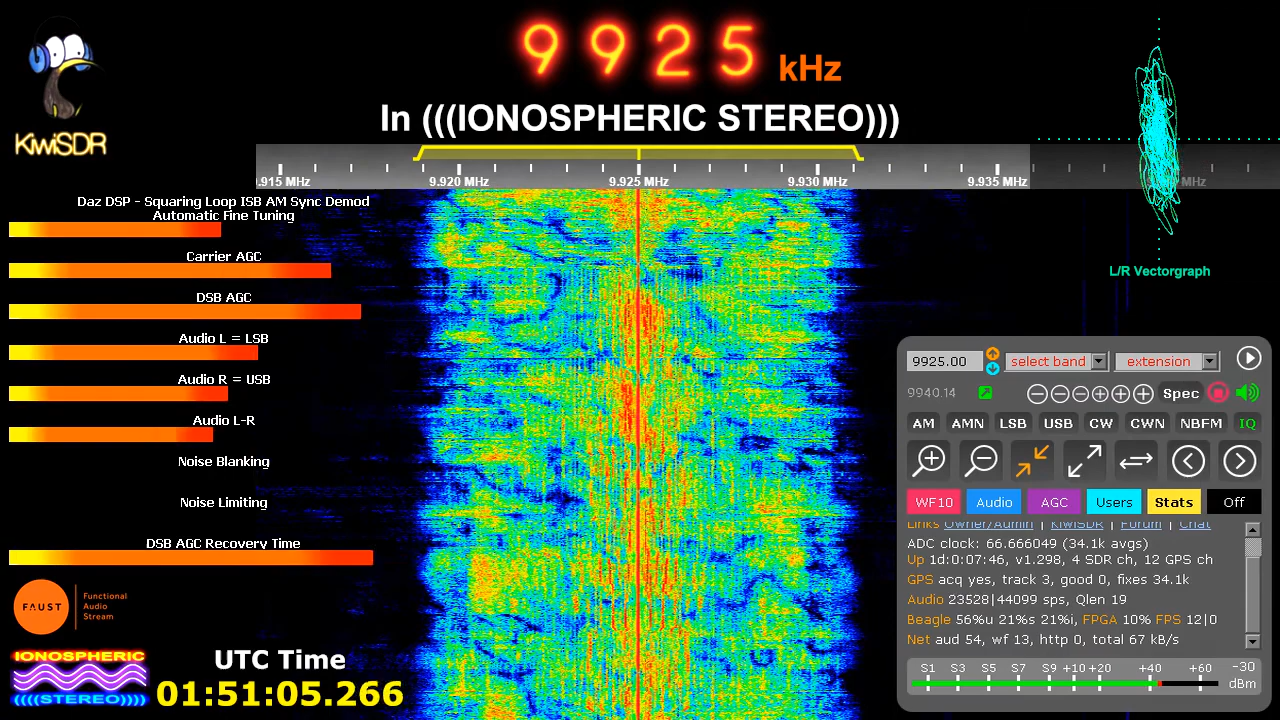 9925 kHz
In (((IONOSPHERIC STEREO)))
KiwiSDR
.915 MHz 9.920 MHz 9.925 MHz 9.930 MHz 9.935 MHz MHz
Daz DSP - Squaring Loop ISB AM Sync Demod
Automatic Fine Tuning
Carrier AGC
DSB AGC
Audio L = LSB
Audio R = USB
Audio L-R
Noise Blanking
Noise Limiting
DSB AGC Recovery Time
FAUST
Functional
Audio
Stream
IONOSPHERIC
((((STEREO))))
UTC Time
01:51:05.266
L/R Vectorgraph
9925.00 select band extension
9940.14 Spec
AM AMN LSB USB CW CWN NBFM IQ
WF10 Audio AGC Users Stats Off
Links Owner/Admin | KiwiSDR | Forum | Chat
ADC clock: 66.666049 (34.1k avgs)
Up 1d:0:07:46, v1.298, 4 SDR ch, 12 GPS ch
GPS acq yes, track 3, good 0, fixes 34.1k
Audio 23528|44099 sps, Qlen 19
Beagle 56%u 21%s 21%i, FPGA 10% FPS 12|0
Net aud 54, wf 13, http 0, total 67 kB/s
S1 S3 S5 S7 S9 +10 +20 +40 +60 -30
dBm